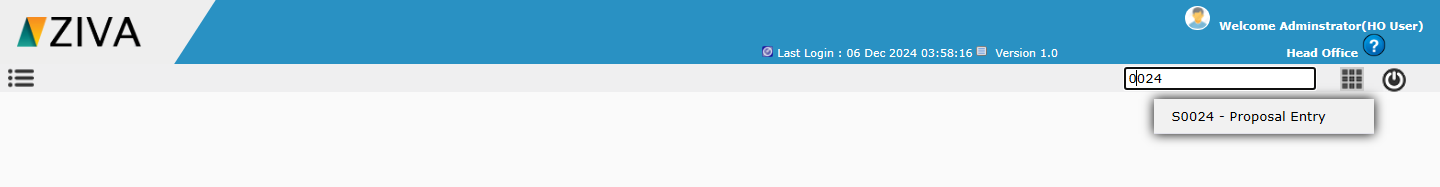 ZIVA
Welcome Adminstrator(HO User)
Last Login : 06 Dec 2024 03:58:16 Version 1.0
Head Office ?
0024
S0024 - Proposal Entry